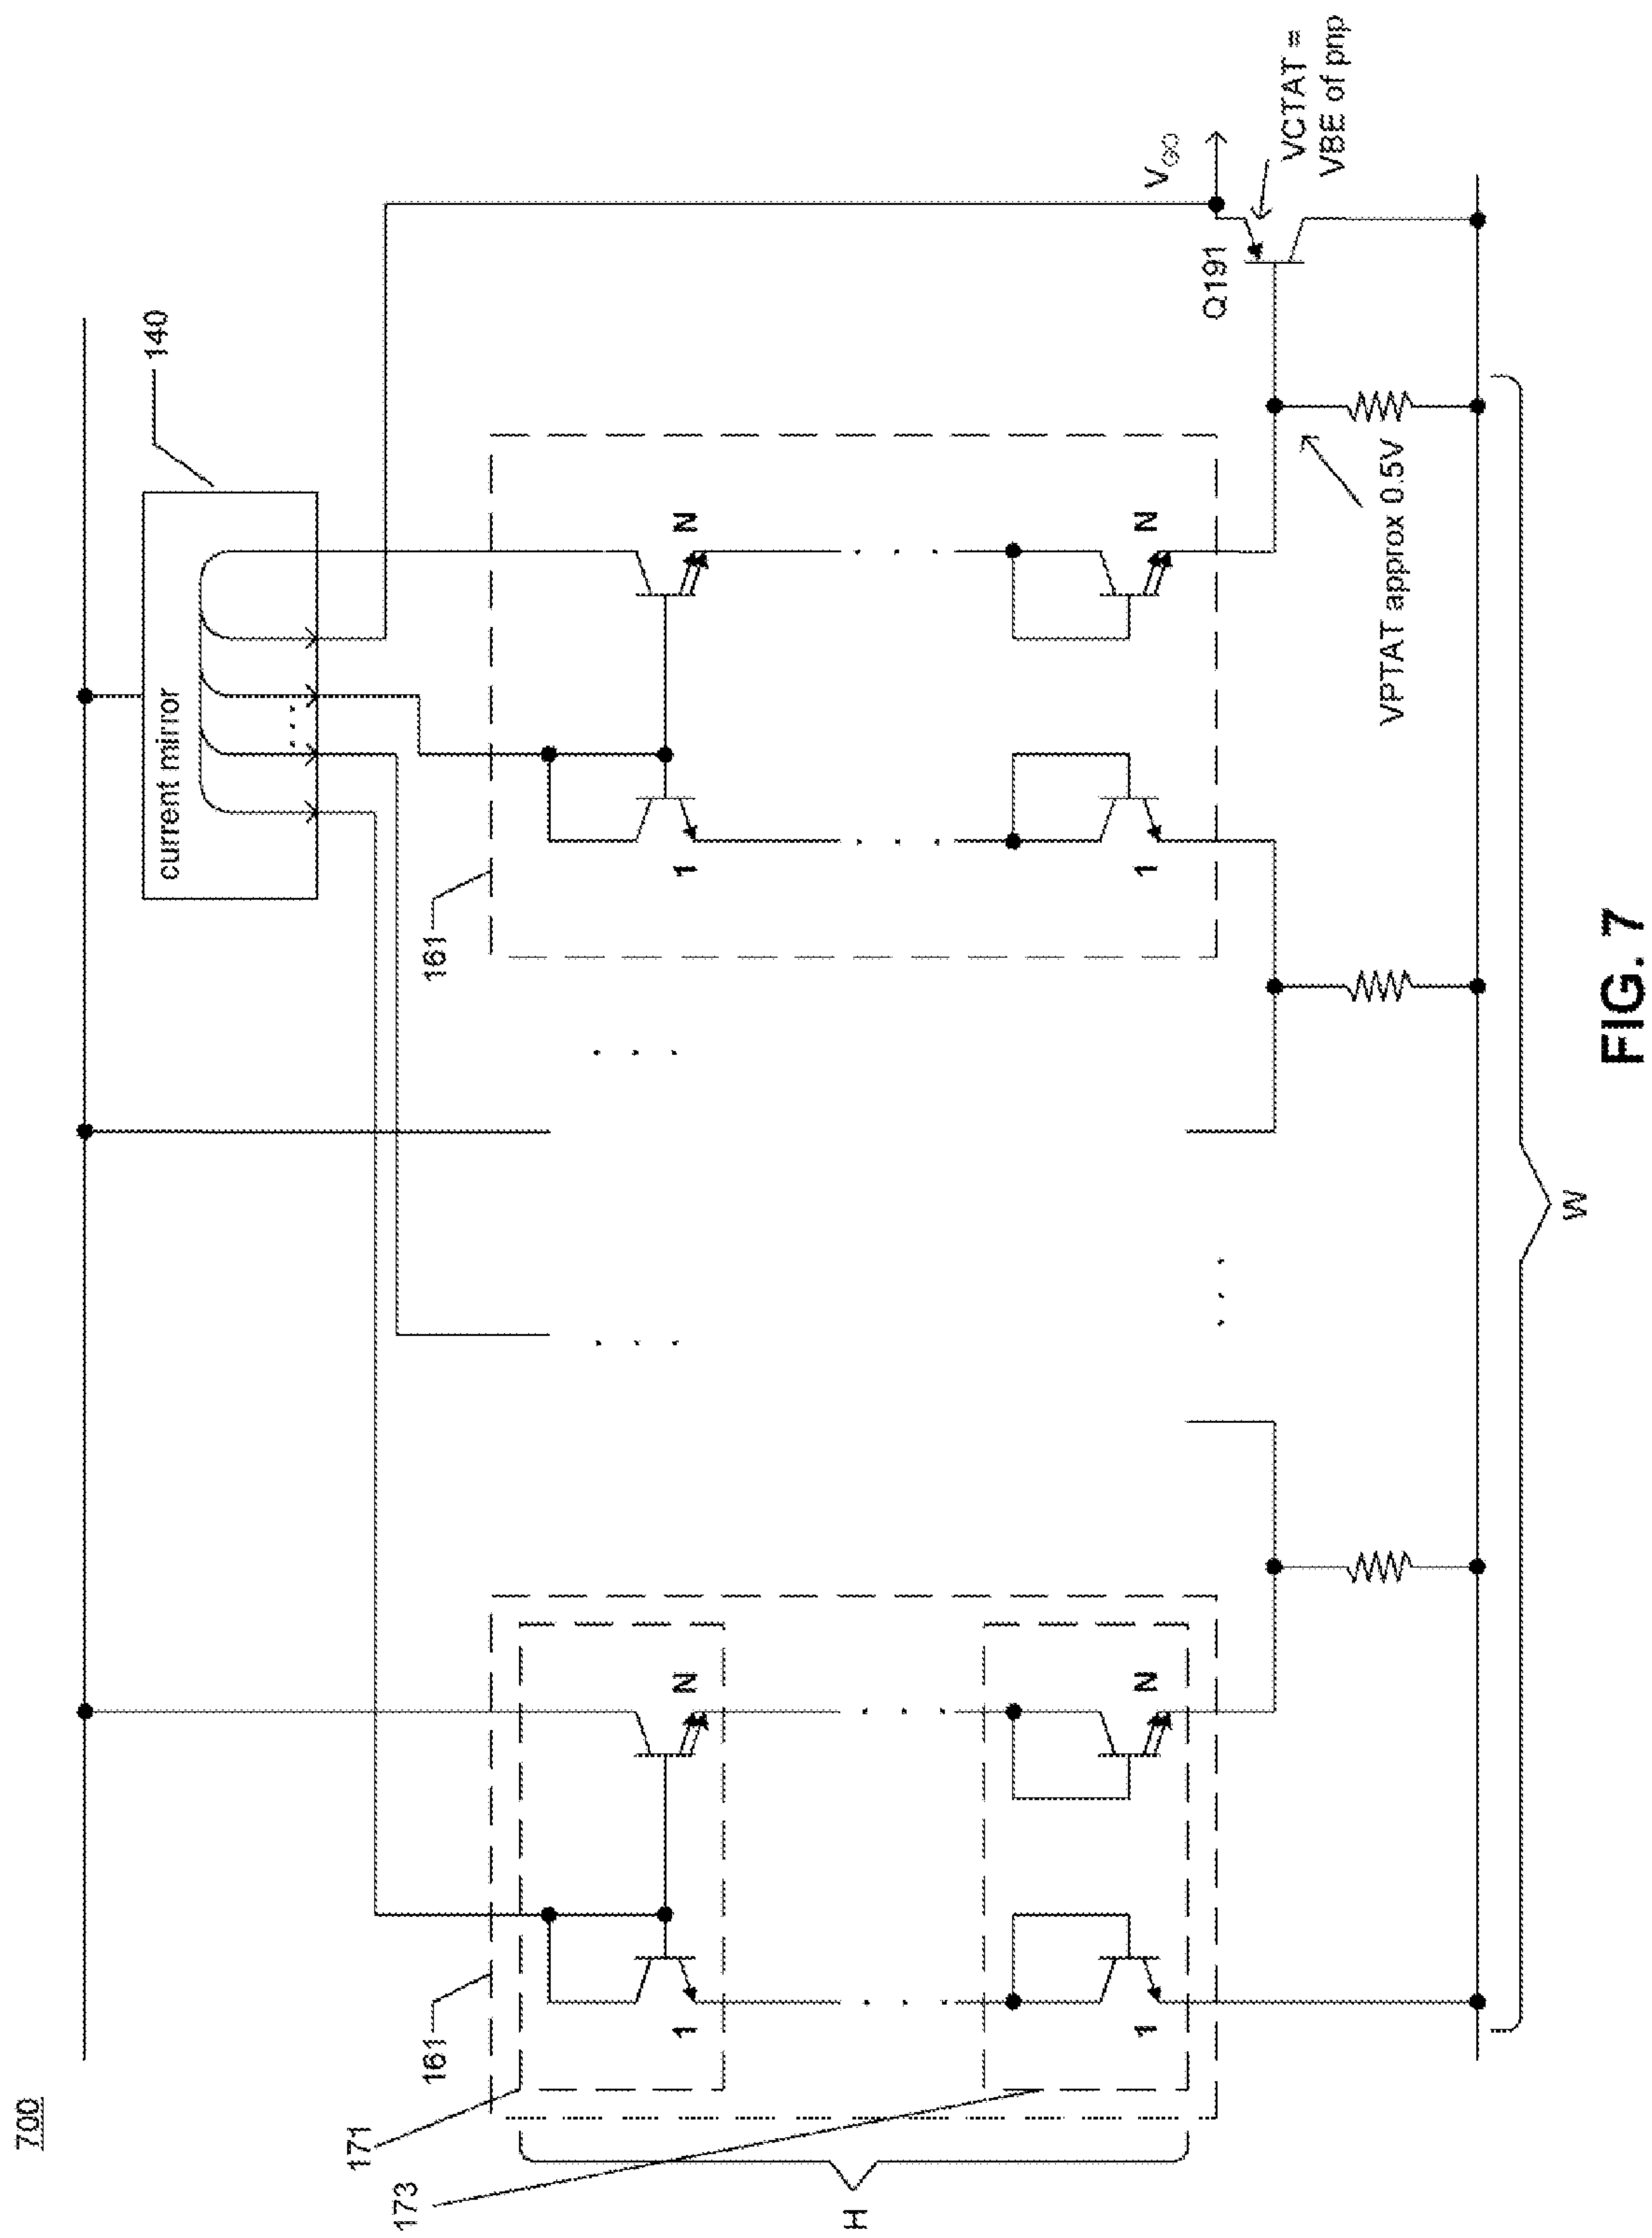 700
140
current mirror
161
161
171
173
H
1
N
1
N
1
N
1
N
V_GO
Q191
VCTAT =
VBE of pnp
VPTAT approx 0.5V
W
FIG. 7